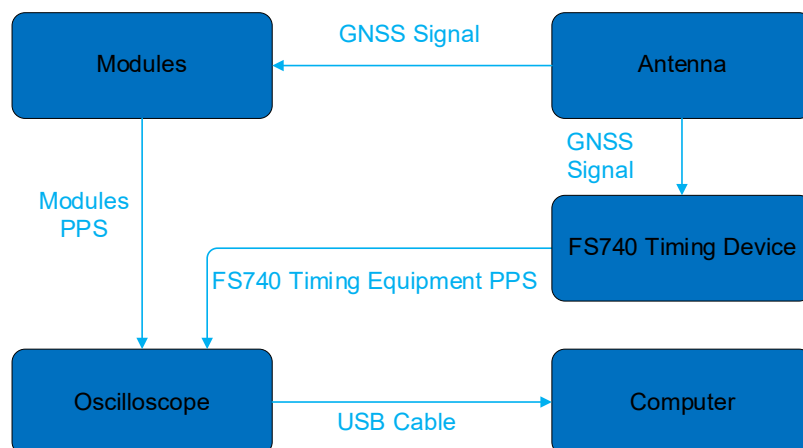 GNSS Signal
Modules
Antenna
GNSS
Signal
Modules
PPS
FS740 Timing Device
FS740 Timing Equipment PPS
Oscilloscope
Computer
USB Cable